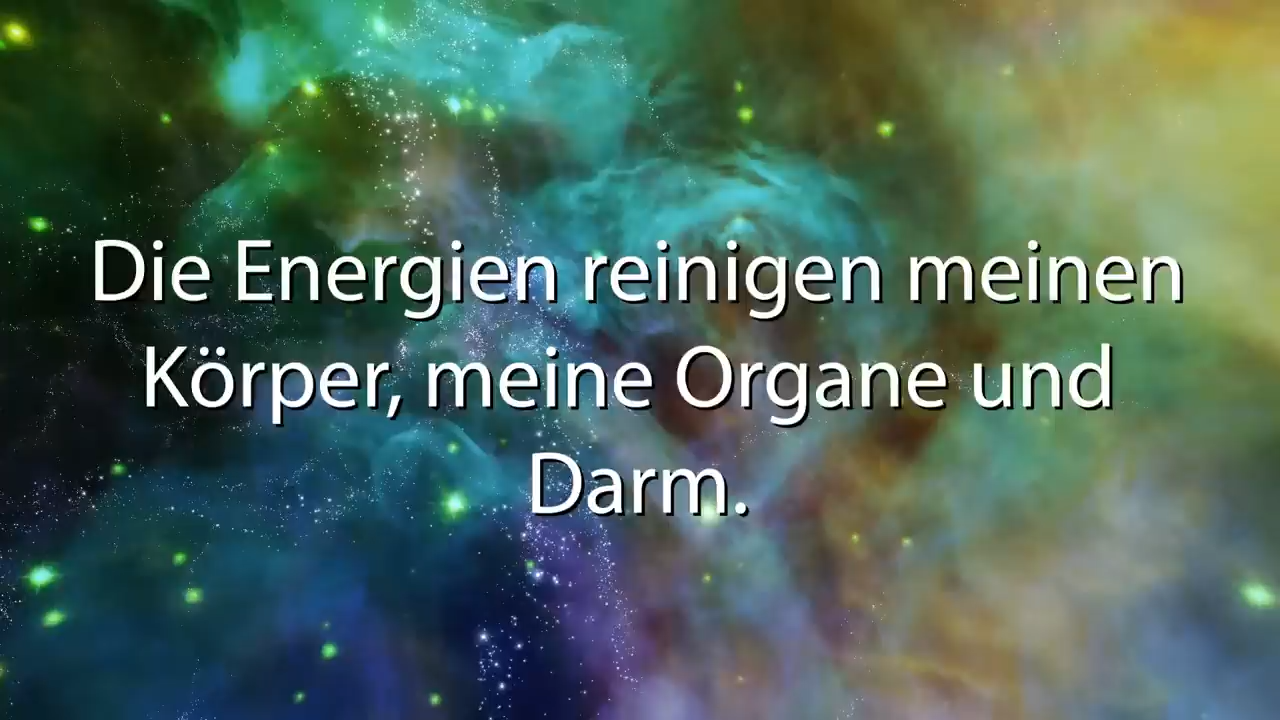 Die Energien reinigen meinen
Körper, meine Organe und
Darm.